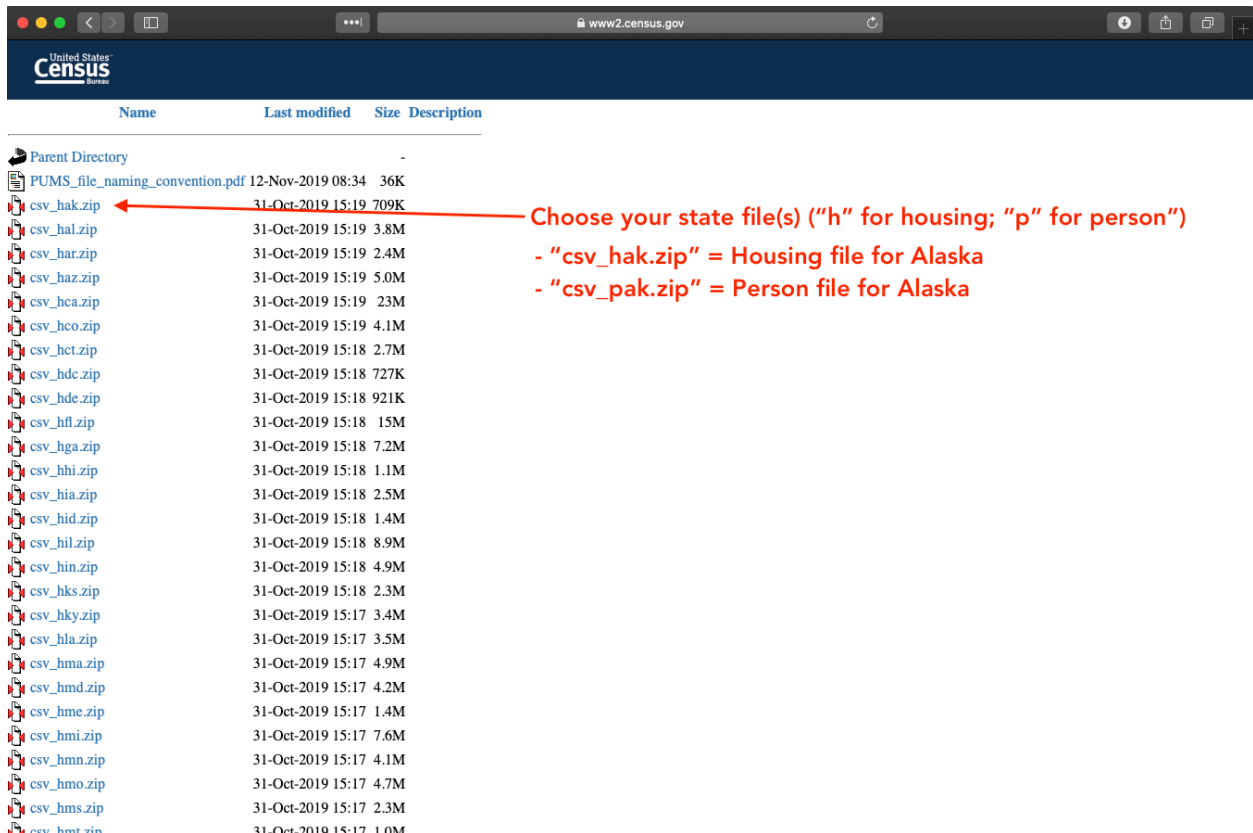 www2.census.gov
United States™
Census
Bureau
Name Last modified Size Description
Parent Directory -
PUMS_file_naming_convention.pdf 12-Nov-2019 08:34 36K
csv_hak.zip 31-Oct-2019 15:19 709K
Choose your state file(s) (“h” for housing; “p” for person”)
csv_hal.zip 31-Oct-2019 15:19 3.8M
csv_har.zip 31-Oct-2019 15:19 2.4M
- “csv_hak.zip” = Housing file for Alaska
csv_haz.zip 31-Oct-2019 15:19 5.0M
- “csv_pak.zip” = Person file for Alaska
csv_hca.zip 31-Oct-2019 15:19 23M
csv_hco.zip 31-Oct-2019 15:19 4.1M
csv_hct.zip 31-Oct-2019 15:18 2.7M
csv_hdc.zip 31-Oct-2019 15:18 727K
csv_hde.zip 31-Oct-2019 15:18 921K
csv_hfl.zip 31-Oct-2019 15:18 15M
csv_hga.zip 31-Oct-2019 15:18 7.2M
csv_hhi.zip 31-Oct-2019 15:18 1.1M
csv_hia.zip 31-Oct-2019 15:18 2.5M
csv_hid.zip 31-Oct-2019 15:18 1.4M
csv_hil.zip 31-Oct-2019 15:18 8.9M
csv_hin.zip 31-Oct-2019 15:18 4.9M
csv_hks.zip 31-Oct-2019 15:18 2.3M
csv_hky.zip 31-Oct-2019 15:17 3.4M
csv_hla.zip 31-Oct-2019 15:17 3.5M
csv_hma.zip 31-Oct-2019 15:17 4.9M
csv_hmd.zip 31-Oct-2019 15:17 4.2M
csv_hme.zip 31-Oct-2019 15:17 1.4M
csv_hmi.zip 31-Oct-2019 15:17 7.6M
csv_hmn.zip 31-Oct-2019 15:17 4.1M
csv_hmo.zip 31-Oct-2019 15:17 4.7M
csv_hms.zip 31-Oct-2019 15:17 2.3M
csv_hmt.zip 31-Oct-2019 15:17 1.0M